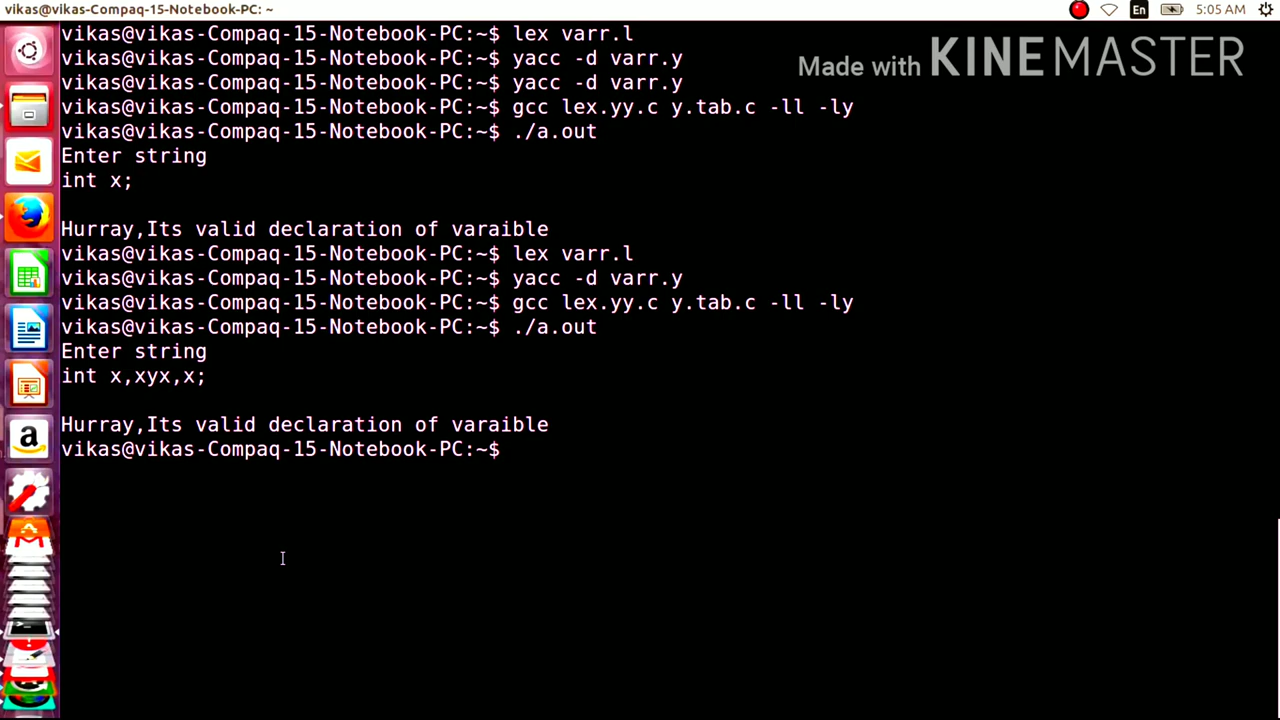 vikas@vikas-Compaq-15-Notebook-PC: ~
En
5:05 AM
Made with KINEMASTER
vikas@vikas-Compaq-15-Notebook-PC:~$ lex varr.l
vikas@vikas-Compaq-15-Notebook-PC:~$ yacc -d varr.y
vikas@vikas-Compaq-15-Notebook-PC:~$ yacc -d varr.y
vikas@vikas-Compaq-15-Notebook-PC:~$ gcc lex.yy.c y.tab.c -ll -ly
vikas@vikas-Compaq-15-Notebook-PC:~$ ./a.out
Enter string
int x;
Hurray,Its valid declaration of varaible
vikas@vikas-Compaq-15-Notebook-PC:~$ lex varr.l
vikas@vikas-Compaq-15-Notebook-PC:~$ yacc -d varr.y
vikas@vikas-Compaq-15-Notebook-PC:~$ gcc lex.yy.c y.tab.c -ll -ly
vikas@vikas-Compaq-15-Notebook-PC:~$ ./a.out
Enter string
int x,xyx,x;
Hurray,Its valid declaration of varaible
vikas@vikas-Compaq-15-Notebook-PC:~$